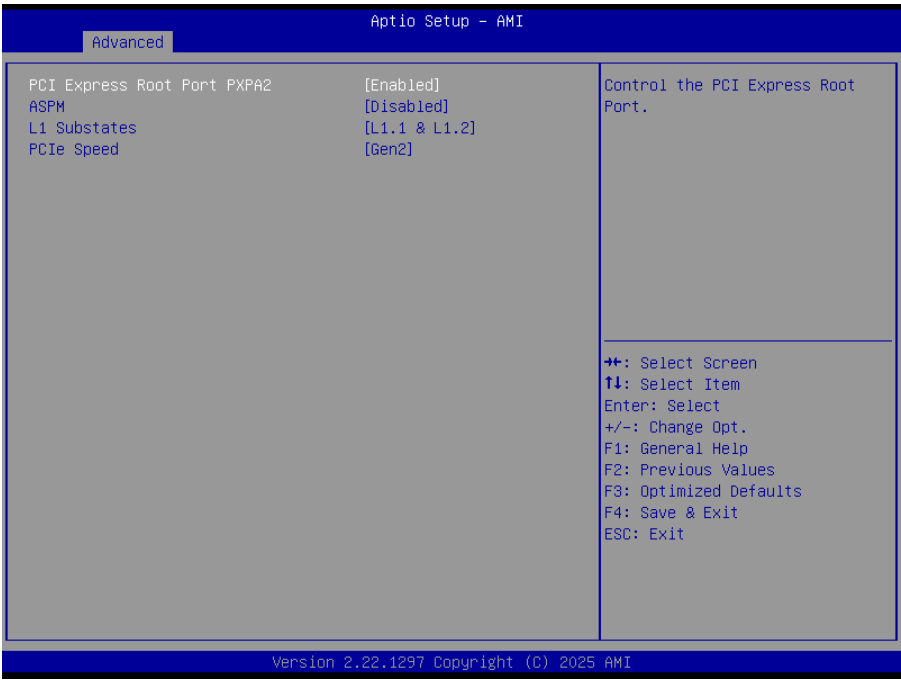 Aptio Setup – AMI
Advanced
PCI Express Root Port PXPA2 [Enabled]
ASPM [Disabled]
L1 Substates [L1.1 & L1.2]
PCIe Speed [Gen2]
Control the PCI Express Root
Port.
→←: Select Screen
↑↓: Select Item
Enter: Select
+/-: Change Opt.
F1: General Help
F2: Previous Values
F3: Optimized Defaults
F4: Save & Exit
ESC: Exit
Version 2.22.1297 Copyright (C) 2025 AMI